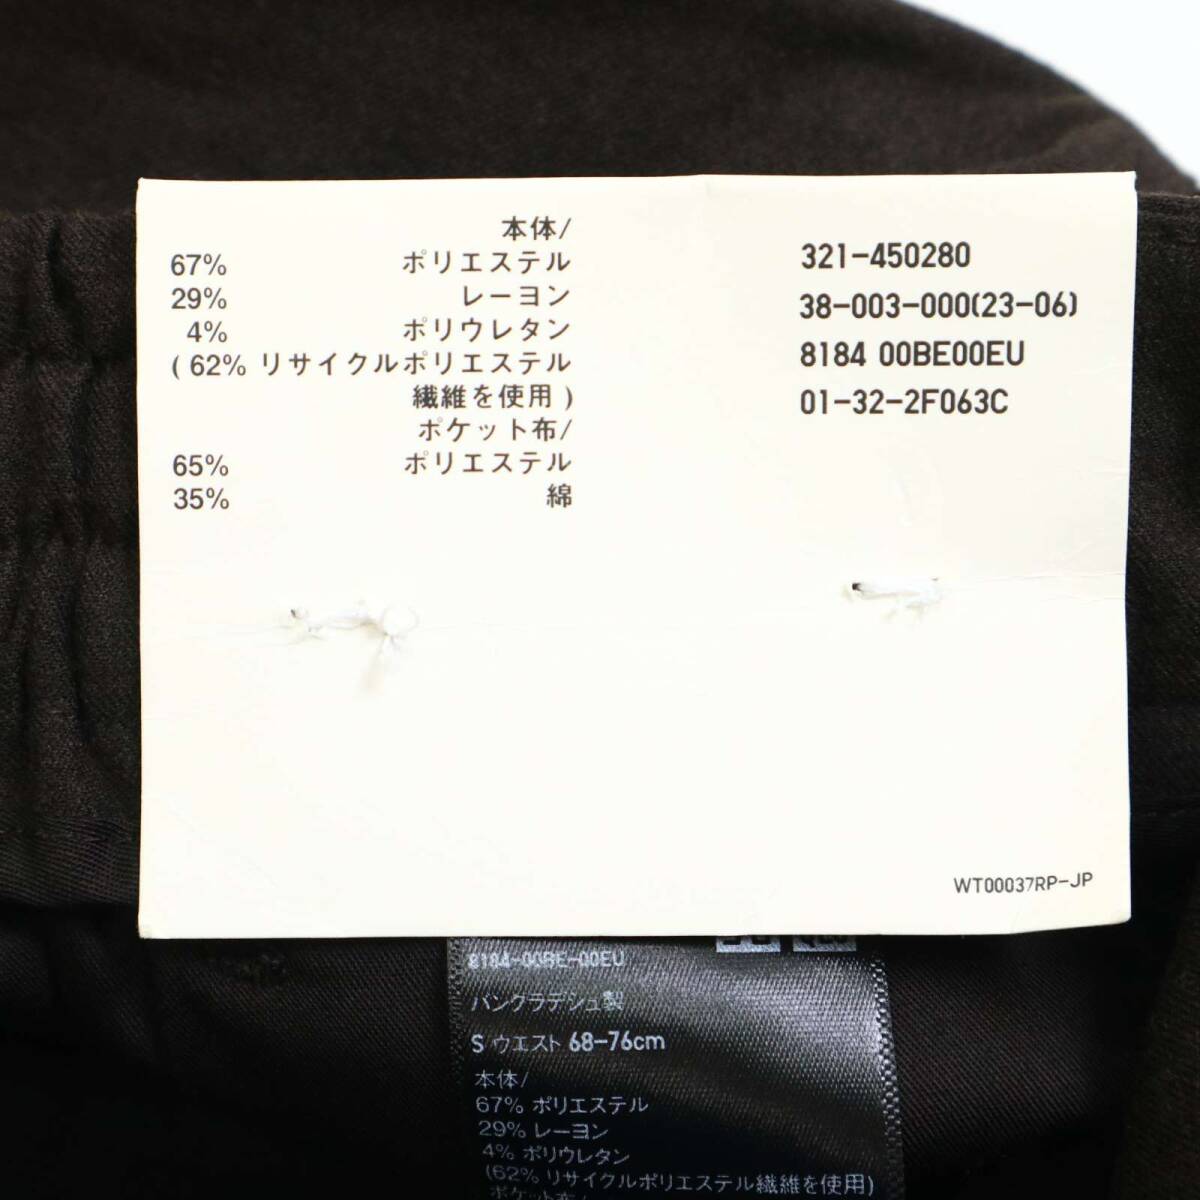 本体/
67% ポリエステル
29% レーヨン
4% ポリウレタン
( 62% リサイクルポリエステル
繊維を使用 )
ポケット布/
65% ポリエステル
35% 綿
321-450280
38-003-000(23-06)
8184 00BE00EU
01-32-2F063C
WT00037RP-JP
8184-00BE-00EU
バングラデシュ製
S ウエスト 68-76cm
本体/
67% ポリエステル
29% レーヨン
4% ポリウレタン
(62% リサイクルポリエステル繊維を使用)
ポケット布/